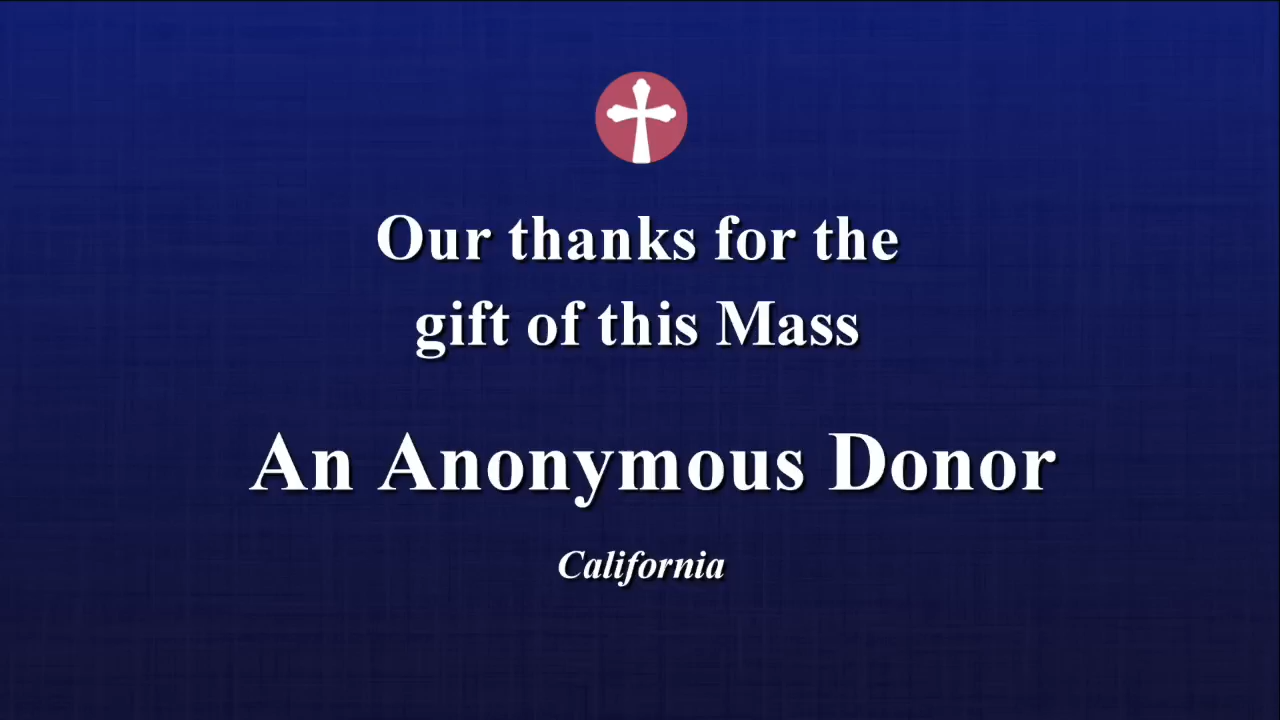 Our thanks for the
gift of this Mass
An Anonymous Donor
California